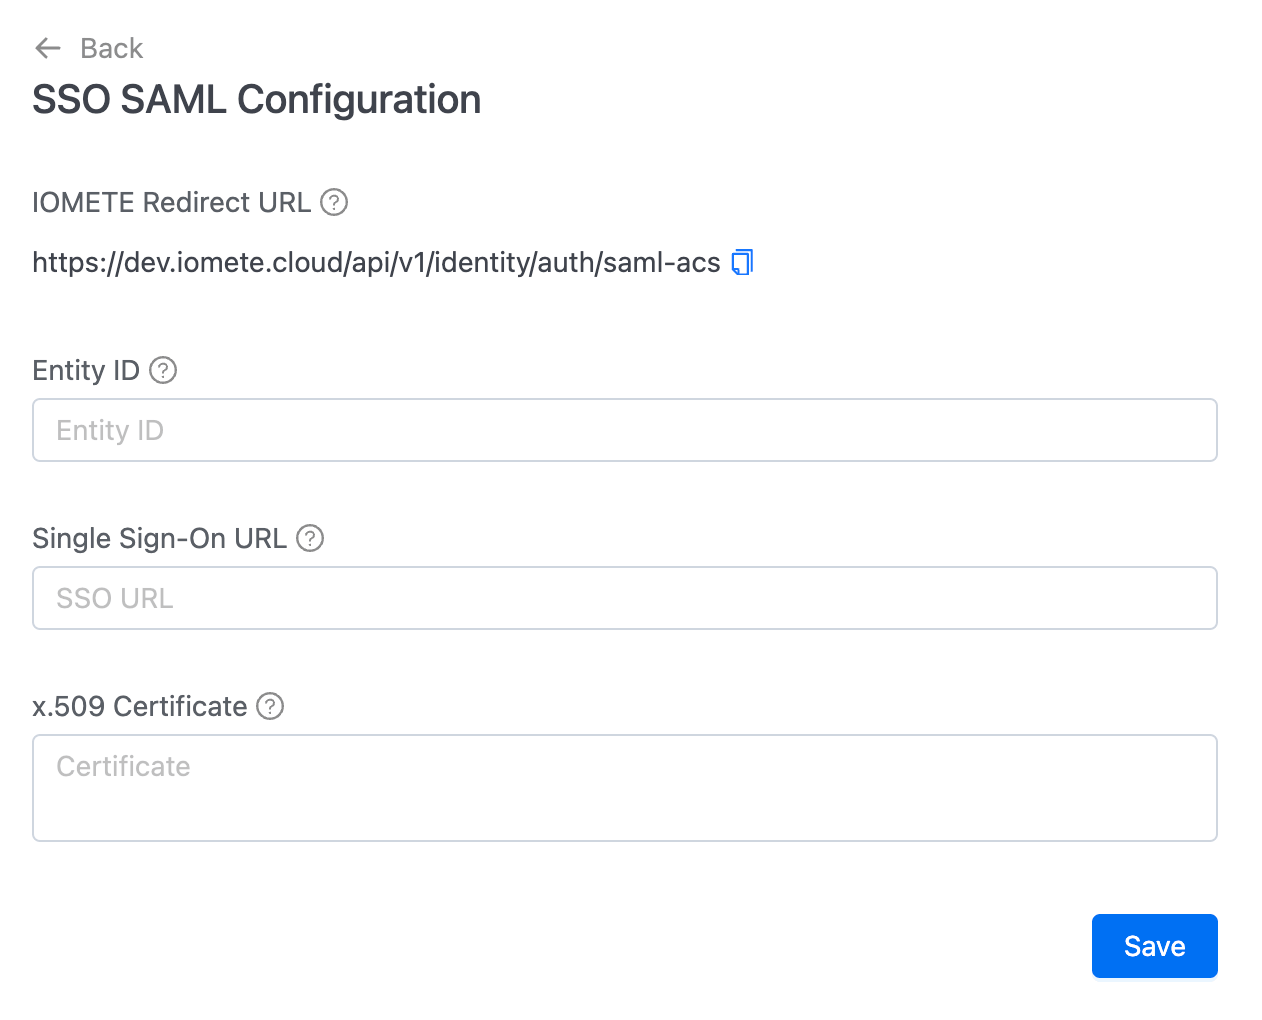 Back
SSO SAML Configuration
IOMETE Redirect URL ?
https://dev.iomete.cloud/api/v1/identity/auth/saml-acs
Entity ID ?
Entity ID
Single Sign-On URL ?
SSO URL
x.509 Certificate ?
Certificate
Save